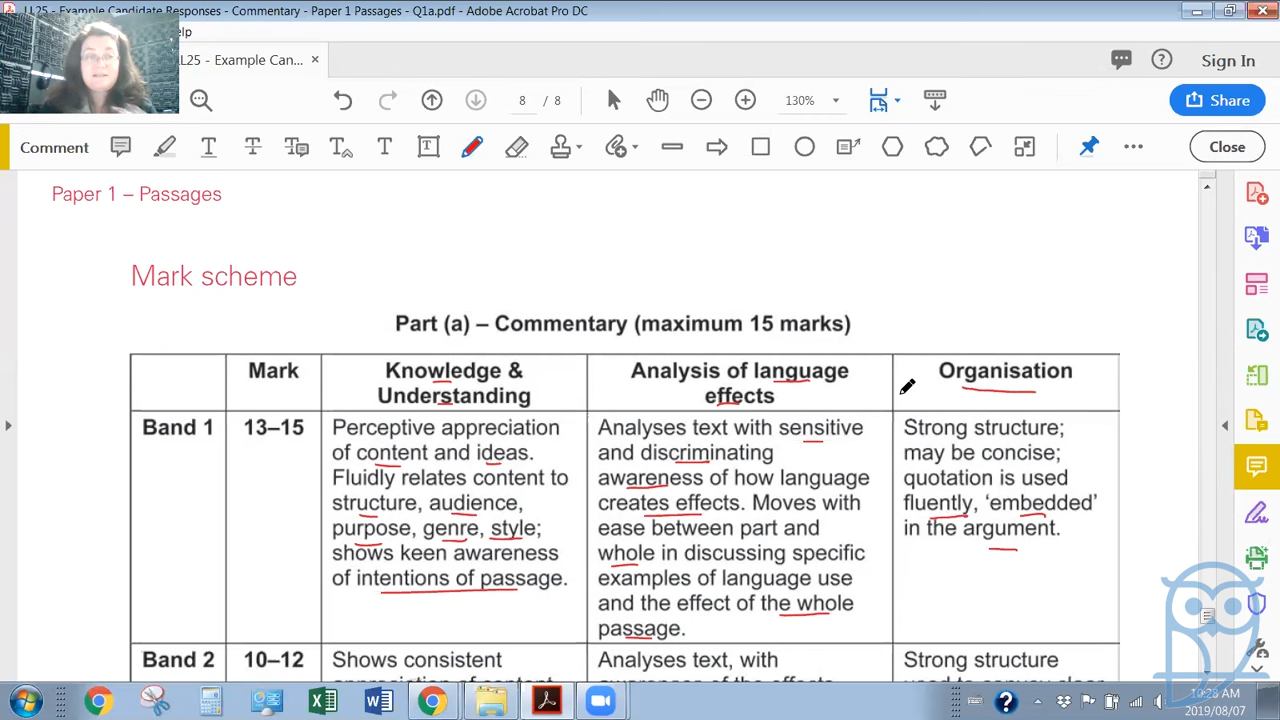 LL25 - Example Candidate Responses - Commentary - Paper 1 Passages - Q1a.pdf - Adobe Acrobat Pro DC
elp
LL25 - Example Can... ×
8 / 8
130%
Sign In
Share
Comment
Close
Paper 1 – Passages
Mark scheme
Part (a) – Commentary (maximum 15 marks)
Mark
Knowledge &
Understanding
Analysis of language
effects
Organisation
Band 1
13–15
Perceptive appreciation
of content and ideas.
Fluidly relates content to
structure, audience,
purpose, genre, style;
shows keen awareness
of intentions of passage.
Analyses text with sensitive
and discriminating
awareness of how language
creates effects. Moves with
ease between part and
whole in discussing specific
examples of language use
and the effect of the whole
passage.
Strong structure;
may be concise;
quotation is used
fluently, ‘embedded’
in the argument.
Band 2
10–12
Shows consistent
Analyses text, with
Strong structure
10:28 AM
2019/08/07